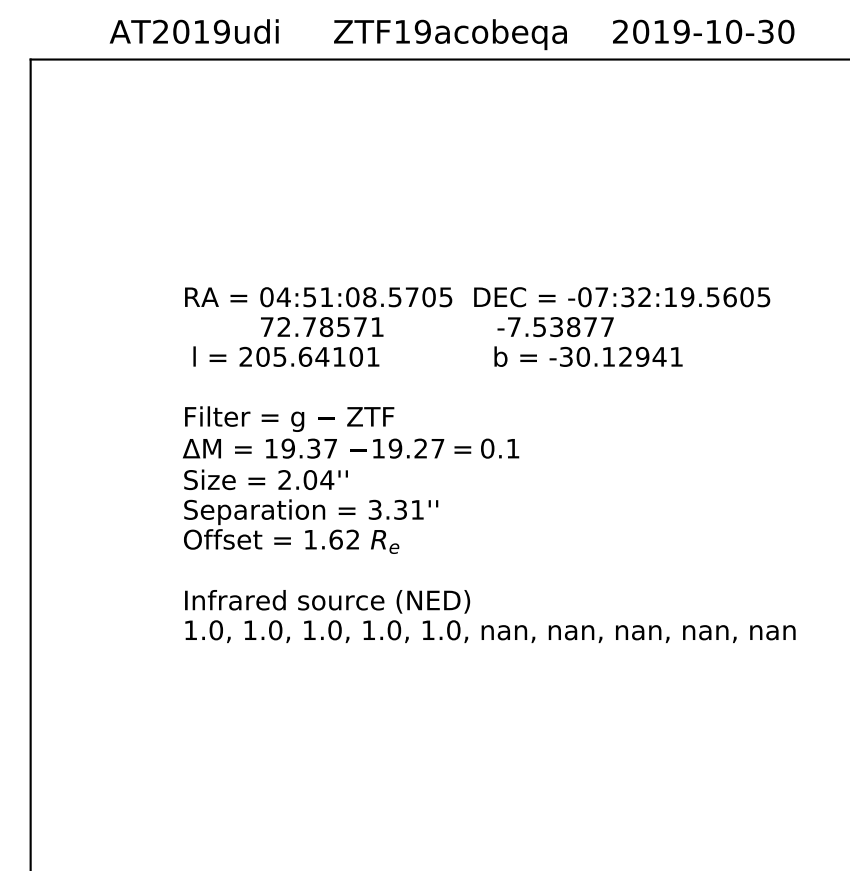 AT2019udi ZTF19acobeqa 2019-10-30
RA = 04:51:08.5705 DEC = -07:32:19.5605
72.78571 -7.53877
l = 205.64101 b = -30.12941
Filter = g − ZTF
ΔM = 19.37 −19.27 = 0.1
Size = 2.04''
Separation = 3.31''
Offset = 1.62 Rₑ
Infrared source (NED)
1.0, 1.0, 1.0, 1.0, 1.0, nan, nan, nan, nan, nan